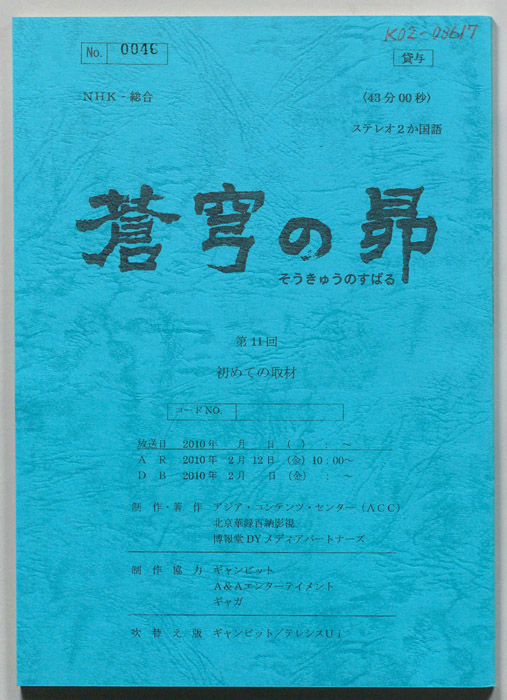 K02-03617
No. 0046
貸与
NHK-総合
〈43分00秒〉
ステレオ2か国語
蒼穹の昴
そうきゅうのすばる
第11回
初めての取材
コードNO.
放送日 2010年 月 日 ( ) : ~
A R 2010年 2月 12日 (金) 10:00~
D B 2010年 2月 日 (金) : ~
制作・著作 アジア・コンテンツ・センター(ACC)
北京華録百納影視
博報堂DYメディアパートナーズ
制作協力 ギャンビット
A&Aエンターテイメント
ギャガ
吹替え版 ギャンビット/テレシスUi